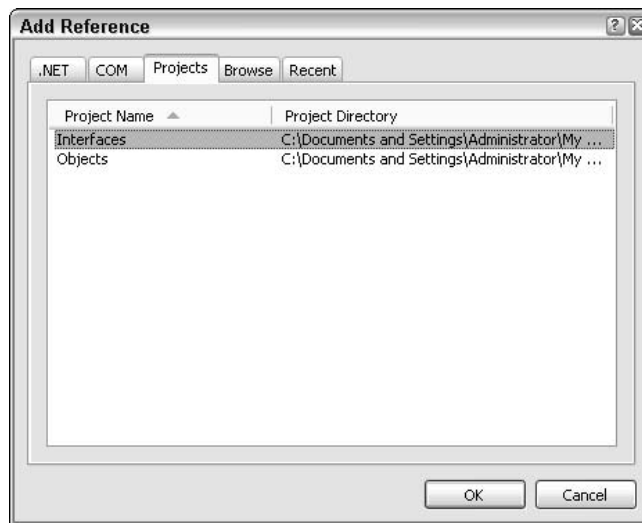 Add Reference
.NET COM Projects Browse Recent
Project Name Project Directory
Interfaces C:\Documents and Settings\Administrator\My ...
Objects C:\Documents and Settings\Administrator\My ...
OK Cancel